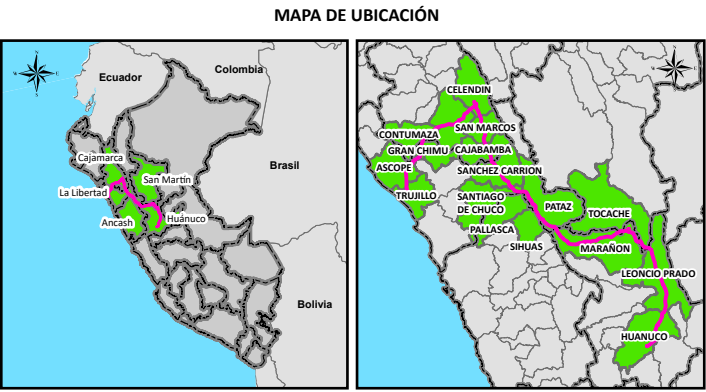 MAPA DE UBICACIÓN
Ecuador
Colombia
Brasil
Cajamarca
San Martín
La Libertad
Huánuco
Ancash
Bolivia
CELENDIN
CONTUMAZA
SAN MARCOS
GRAN CHIMU
CAJABAMBA
ASCOPE
SANCHEZ CARRION
TRUJILLO
SANTIAGO
DE CHUCO
PATAZ
TOCACHE
PALLASCA
SIHUAS
MARAÑON
LEONCIO PRADO
HUANUCO